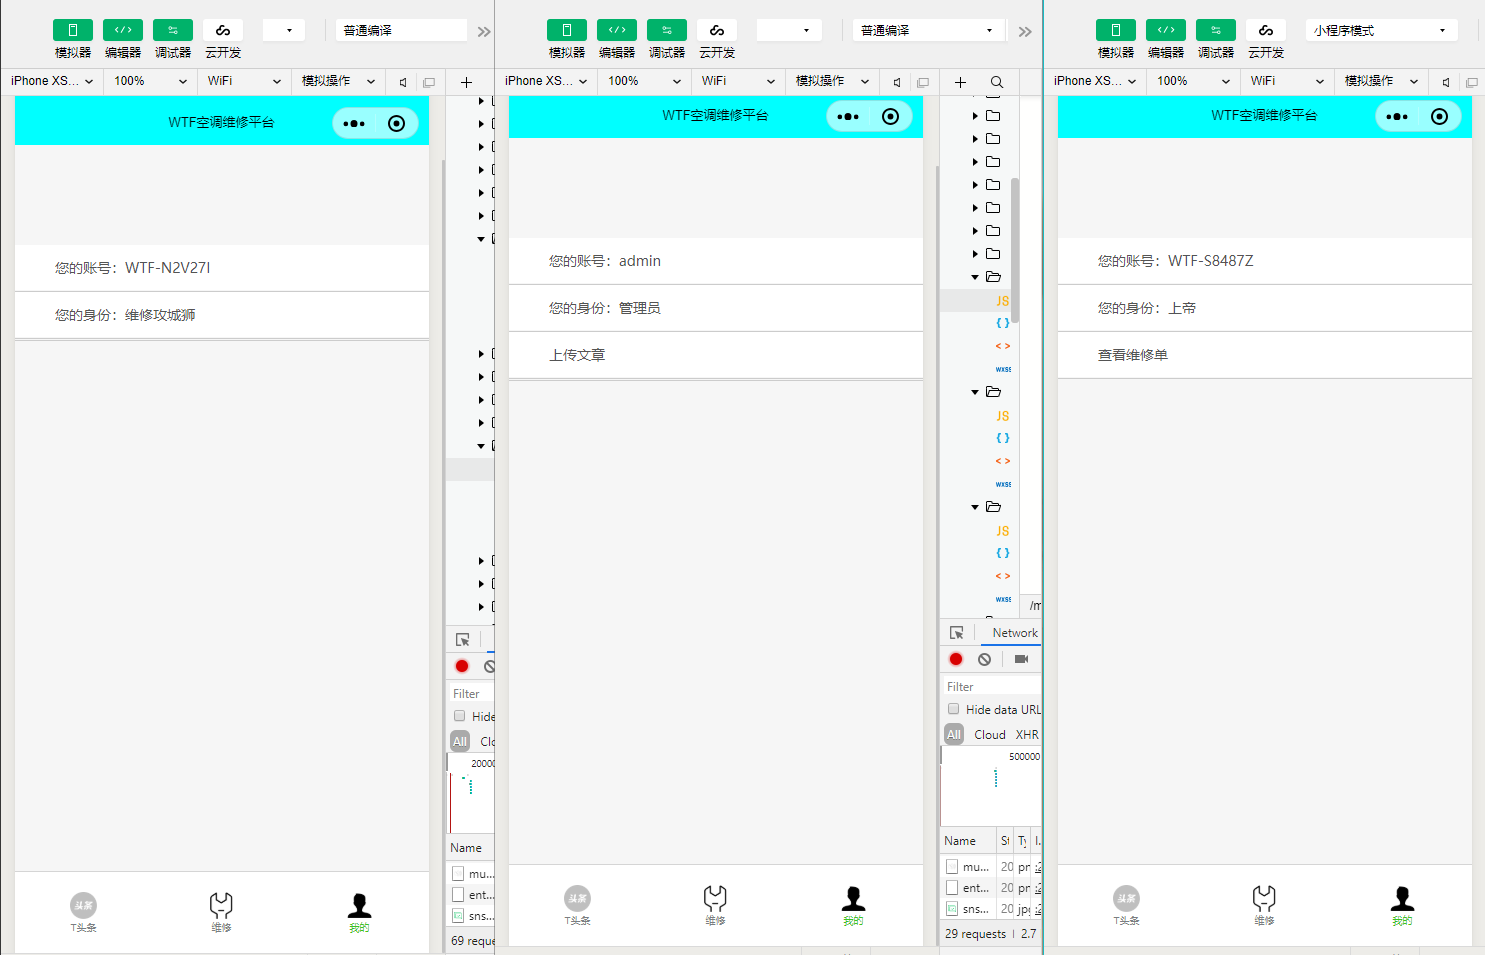 模拟器 编辑器 调试器 云开发 普通编译
iPhone XS... 100% WiFi 模拟操作
WTF空调维修平台
您的账号：WTF-N2V27I
您的身份：维修攻城狮
头条
T头条 维修 我的
Filter
Hide
All Clo
20000
Name
mu...
ent...
sns...
69 reque
模拟器 编辑器 调试器 云开发 普通编译
iPhone XS... 100% WiFi 模拟操作
WTF空调维修平台
您的账号：admin
您的身份：管理员
上传文章
头条
T头条 维修 我的
JS
{ }
< >
WXSS
JS
{ }
< >
WXSS
JS
{ }
< >
WXSS
/m
Network
Filter
Hide data URL
All Cloud XHR
500000
Name St Ty I.
mu... 20 pr :2
ent... 20 pr :2
sns... 20 jpg :2
29 requests 2.7
模拟器 编辑器 调试器 云开发 小程序模式
iPhone XS... 100% WiFi 模拟操作
WTF空调维修平台
您的账号：WTF-S8487Z
您的身份：上帝
查看维修单
头条
T头条 维修 我的